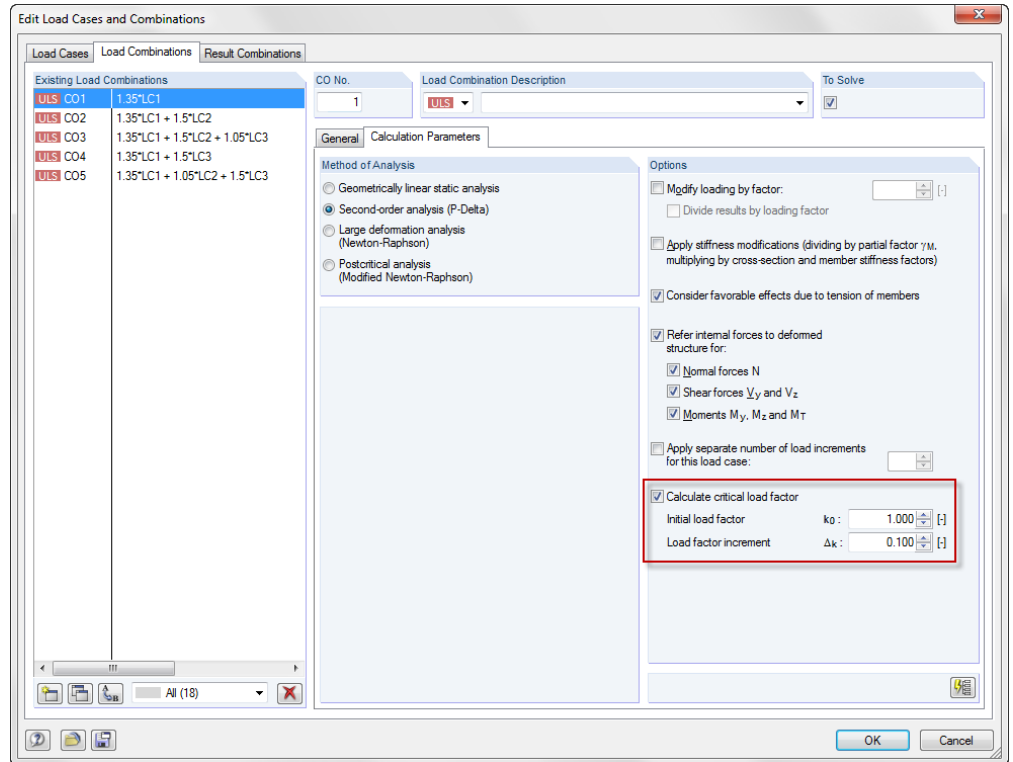 Edit Load Cases and Combinations
Load Cases
Load Combinations
Result Combinations
Existing Load Combinations
ULS CO1 1.35*LC1
ULS CO2 1.35*LC1 + 1.5*LC2
ULS CO3 1.35*LC1 + 1.5*LC2 + 1.05*LC3
ULS CO4 1.35*LC1 + 1.5*LC3
ULS CO5 1.35*LC1 + 1.05*LC2 + 1.5*LC3
All (18)
CO No.
1
Load Combination Description
ULS
To Solve
General
Calculation Parameters
Method of Analysis
Geometrically linear static analysis
Second-order analysis (P-Delta)
Large deformation analysis
(Newton-Raphson)
Postcritical analysis
(Modified Newton-Raphson)
Options
Modify loading by factor: [-]
Divide results by loading factor
Apply stiffness modifications (dividing by partial factor γM,
multiplying by cross-section and member stiffness factors)
Consider favorable effects due to tension of members
Refer internal forces to deformed
structure for:
Normal forces N
Shear forces Vy and Vz
Moments My, Mz and MT
Apply separate number of load increments
for this load case:
Calculate critical load factor
Initial load factor k0 : 1.000 [-]
Load factor increment Δk : 0.100 [-]
OK
Cancel